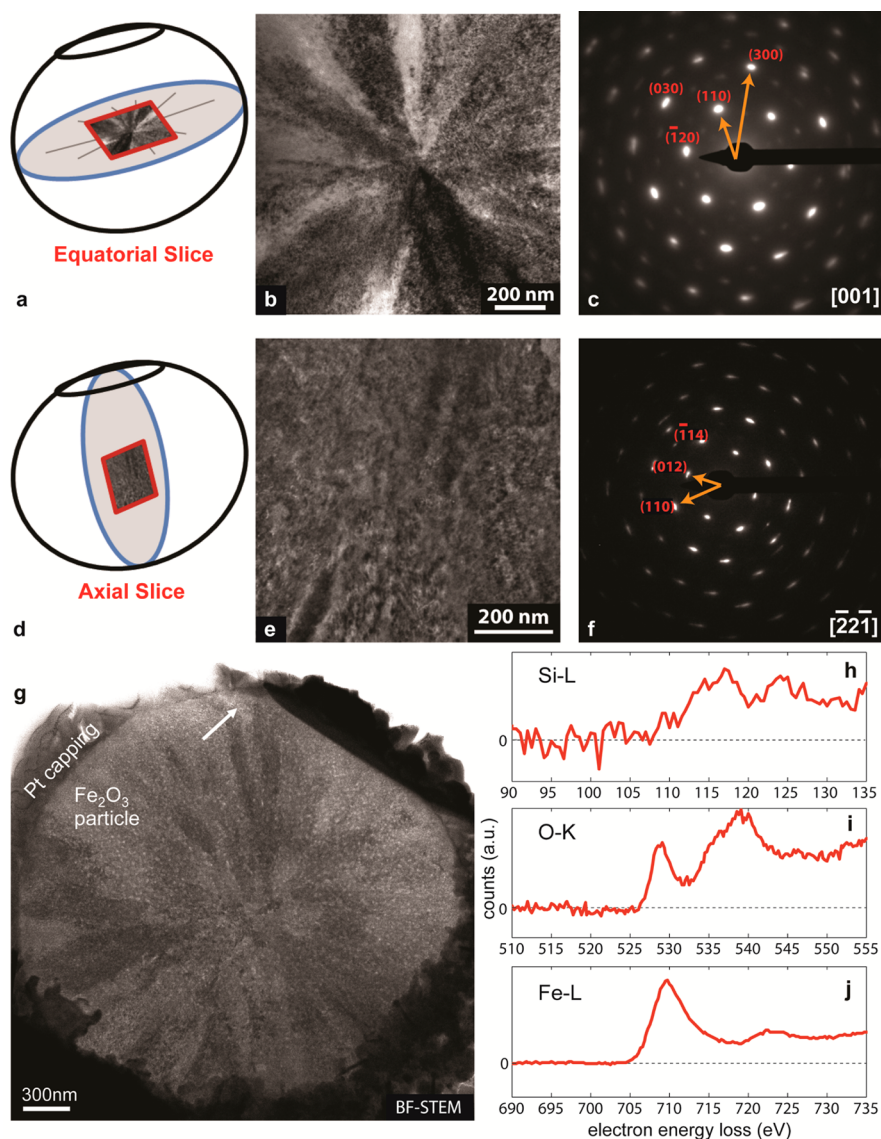 Equatorial Slice
a
b
200 nm
(300)
(030)
(110)
(1̅20)
c
[001]
Axial Slice
d
e
200 nm
(1̅14)
(012)
(110)
f
[2̅21̅]
g
Pt capping
Fe₂O₃
particle
300nm
BF-STEM
Si-L
h
0
90 95 100 105 110 115 120 125 130 135
O-K
i
0
510 515 520 525 530 535 540 545 550 555
counts (a.u.)
Fe-L
j
0
690 695 700 705 710 715 720 725 730 735
electron energy loss (eV)